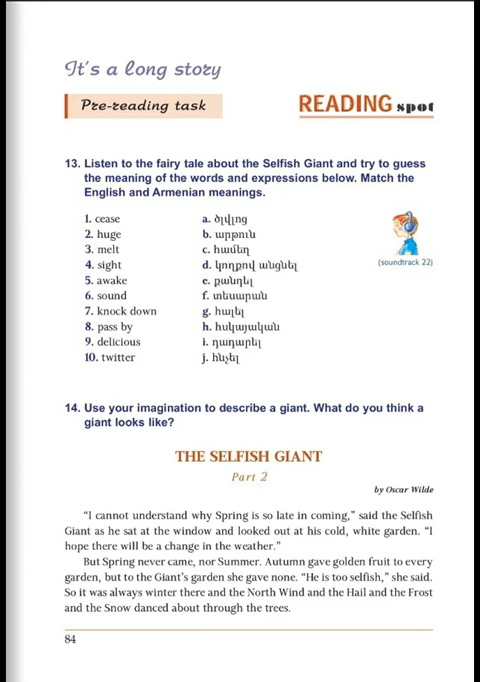 It's a long story
Pre-reading task
READING spot
13. Listen to the fairy tale about the Selfish Giant and try to guess
the meaning of the words and expressions below. Match the
English and Armenian meanings.
1. cease a. ծլվլոց
2. huge b. արթուն
3. melt c. համեղ
4. sight d. կողքով անցնել
5. awake e. քանդել
6. sound f. տեսարան
7. knock down g. հալել
8. pass by h. հսկայական
9. delicious i. դադարել
10. twitter j. հնչել
(soundtrack 22)
14. Use your imagination to describe a giant. What do you think a
giant looks like?
THE SELFISH GIANT
Part 2
by Oscar Wilde
“I cannot understand why Spring is so late in coming,” said the Selfish
Giant as he sat at the window and looked out at his cold, white garden. “I
hope there will be a change in the weather.”
But Spring never came, nor Summer. Autumn gave golden fruit to every
garden, but to the Giant’s garden she gave none. “He is too selfish,” she said.
So it was always winter there and the North Wind and the Hail and the Frost
and the Snow danced about through the trees.
84